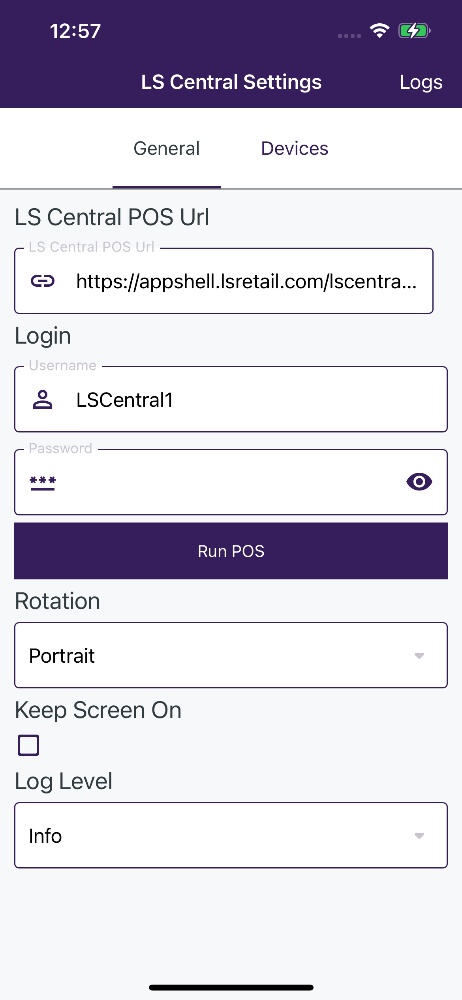 12:57
LS Central Settings
Logs
General
Devices
LS Central POS Url
LS Central POS Url
https://appshell.lsretail.com/lscentra...
Login
Username
LSCentral1
Password
***
Run POS
Rotation
Portrait
Keep Screen On
Log Level
Info